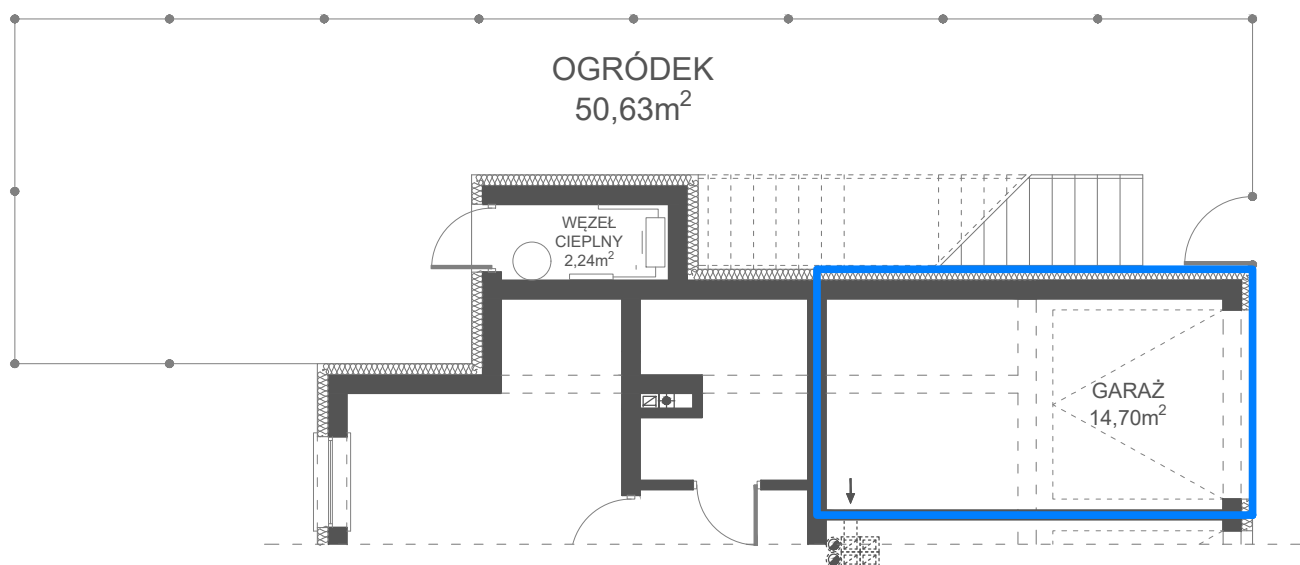 OGRÓDEK
50,63m²
WĘZEŁ
CIEPLNY
2,24m²
GARAŻ
14,70m²